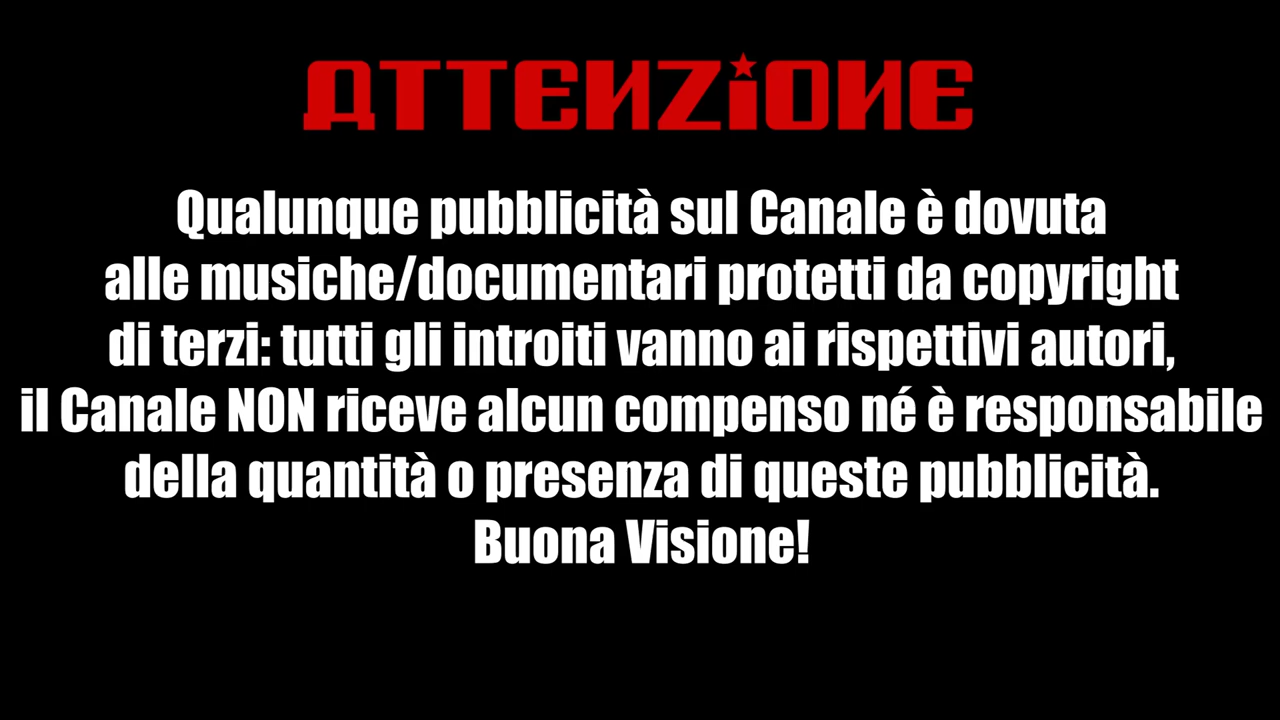 ATTENZIONE
Qualunque pubblicità sul Canale è dovuta
alle musiche/documentari protetti da copyright
di terzi: tutti gli introiti vanno ai rispettivi autori,
il Canale NON riceve alcun compenso né è responsabile
della quantità o presenza di queste pubblicità.
Buona Visione!